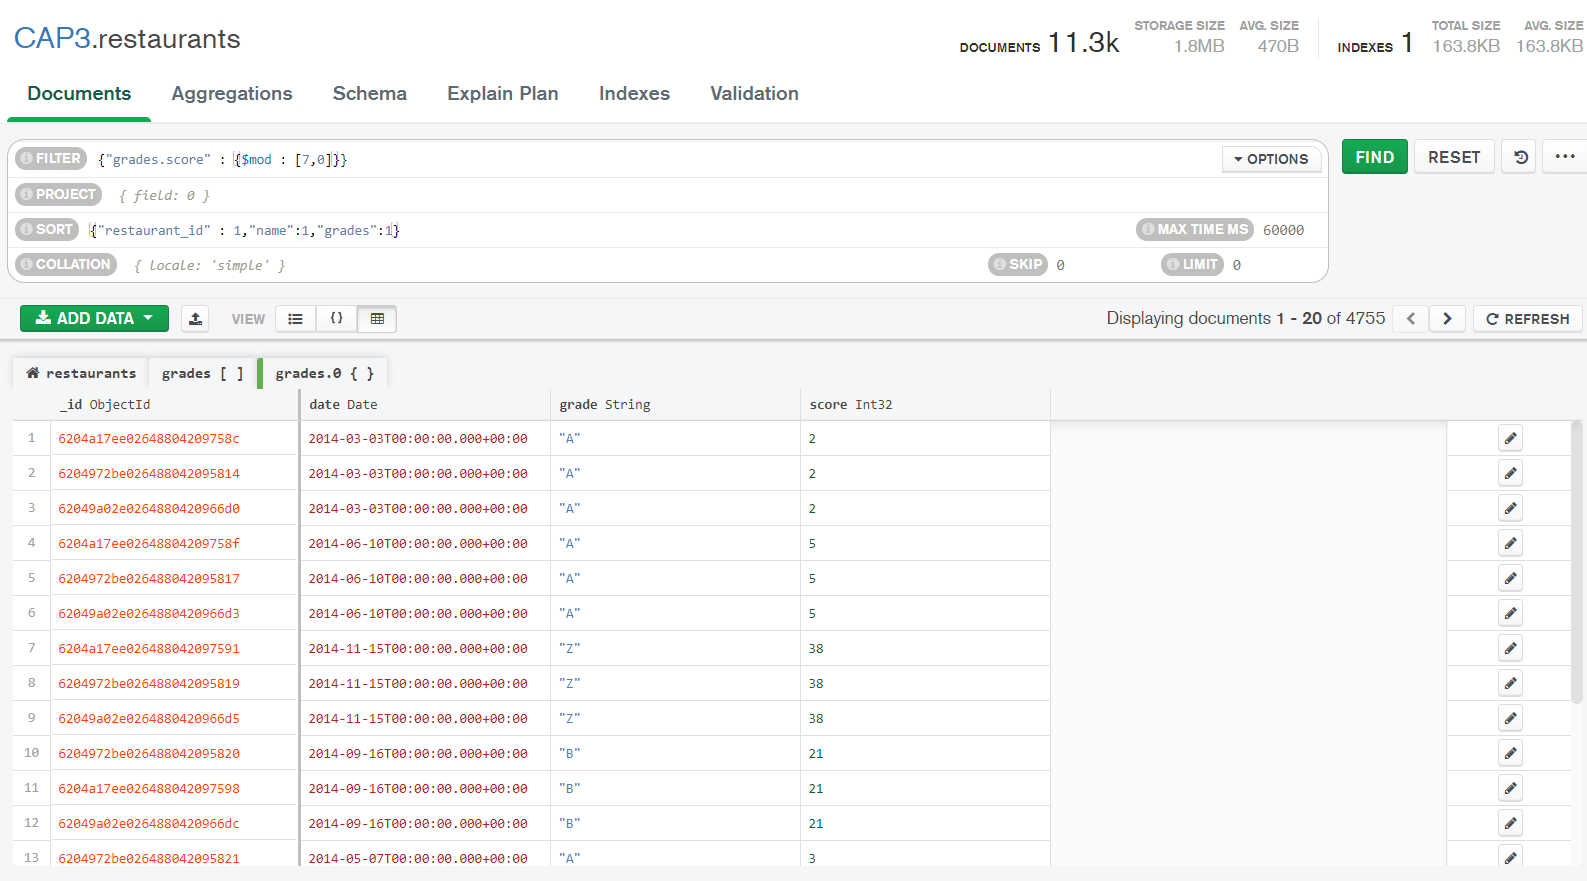 CAP3.restaurants
DOCUMENTS 11.3k STORAGE SIZE 1.8MB AVG. SIZE 470B INDEXES 1 TOTAL SIZE 163.8KB AVG. SIZE 163.8KB
Documents Aggregations Schema Explain Plan Indexes Validation
FILTER {"grades.score" : {$mod : [7,0]}} OPTIONS FIND RESET ...
PROJECT { field: 0 }
SORT {"restaurant_id" : 1,"name":1,"grades":1} MAX TIME MS 60000
COLLATION { locale: 'simple' } SKIP 0 LIMIT 0
ADD DATA VIEW {} Displaying documents 1 - 20 of 4755 < > REFRESH
restaurants grades [ ] grades.0 { }
_id ObjectId date Date grade String score Int32
1 6204a17ee02648804209758c 2014-03-03T00:00:00.000+00:00 "A" 2
2 6204972be026488042095814 2014-03-03T00:00:00.000+00:00 "A" 2
3 62049a02e0264880420966d0 2014-03-03T00:00:00.000+00:00 "A" 2
4 6204a17ee02648804209758f 2014-06-10T00:00:00.000+00:00 "A" 5
5 6204972be026488042095817 2014-06-10T00:00:00.000+00:00 "A" 5
6 62049a02e0264880420966d3 2014-06-10T00:00:00.000+00:00 "A" 5
7 6204a17ee026488042097591 2014-11-15T00:00:00.000+00:00 "Z" 38
8 6204972be026488042095819 2014-11-15T00:00:00.000+00:00 "Z" 38
9 62049a02e0264880420966d5 2014-11-15T00:00:00.000+00:00 "Z" 38
10 6204972be026488042095820 2014-09-16T00:00:00.000+00:00 "B" 21
11 6204a17ee026488042097598 2014-09-16T00:00:00.000+00:00 "B" 21
12 62049a02e0264880420966dc 2014-09-16T00:00:00.000+00:00 "B" 21
13 6204972be026488042095821 2014-05-07T00:00:00.000+00:00 "A" 3